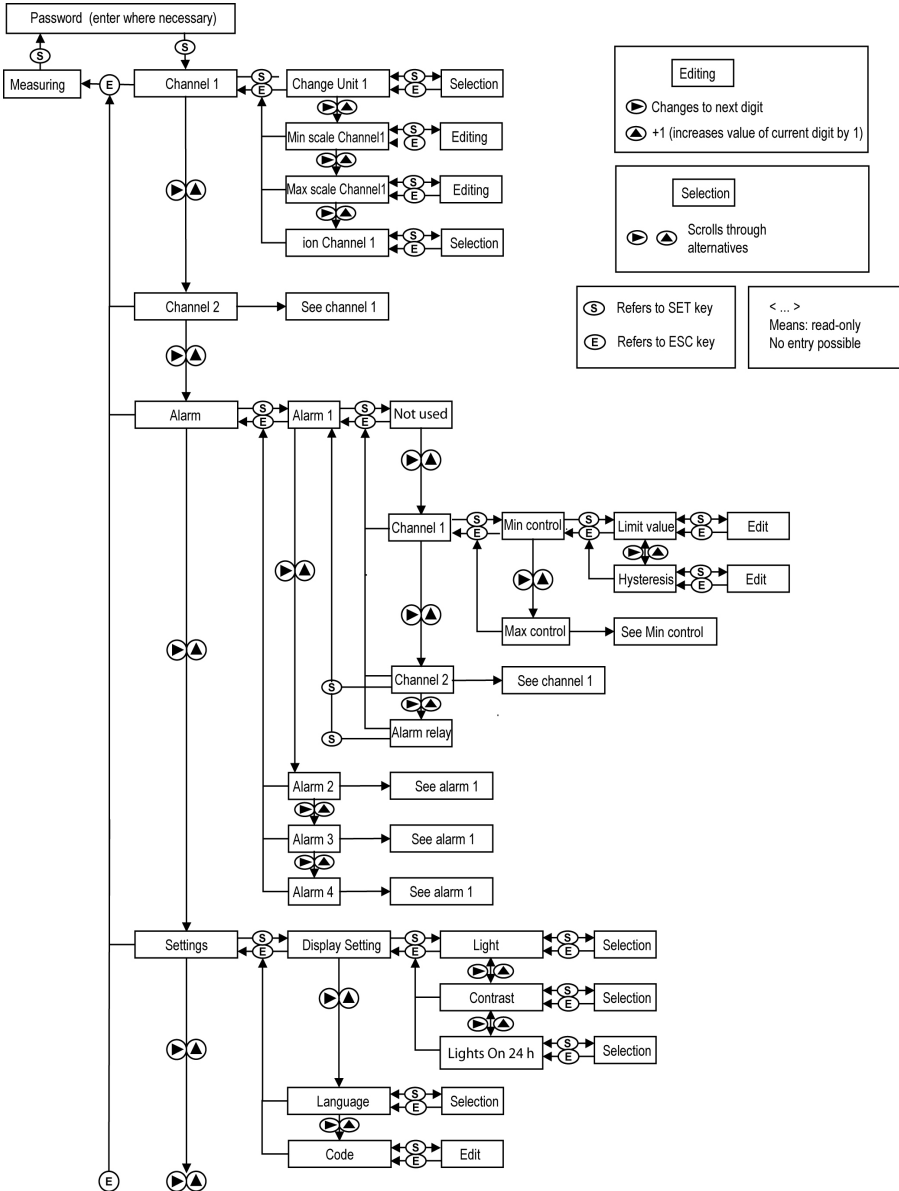 Password (enter where necessary)
S
S
Measuring
E
Channel 1
S
E
Change Unit 1
S
E
Selection
Min scale Channel1
S
E
Editing
Max scale Channel1
S
E
Editing
ion Channel 1
S
E
Selection
Editing
Changes to next digit
+1 (increases value of current digit by 1)
Selection
Scrolls through
alternatives
S Refers to SET key
E Refers to ESC key
< ... >
Means: read-only
No entry possible
Channel 2
See channel 1
Alarm
S
E
Alarm 1
S
E
Not used
Channel 1
S
E
Min control
S
E
Limit value
S
E
Edit
Hysteresis
S
E
Edit
Max control
See Min control
Channel 2
See channel 1
S
Alarm relay
S
Alarm 2
See alarm 1
Alarm 3
See alarm 1
Alarm 4
See alarm 1
Settings
S
E
Display Setting
S
E
Light
S
E
Selection
Contrast
S
E
Selection
Lights On 24 h
S
E
Selection
Language
S
E
Selection
Code
S
E
Edit
E